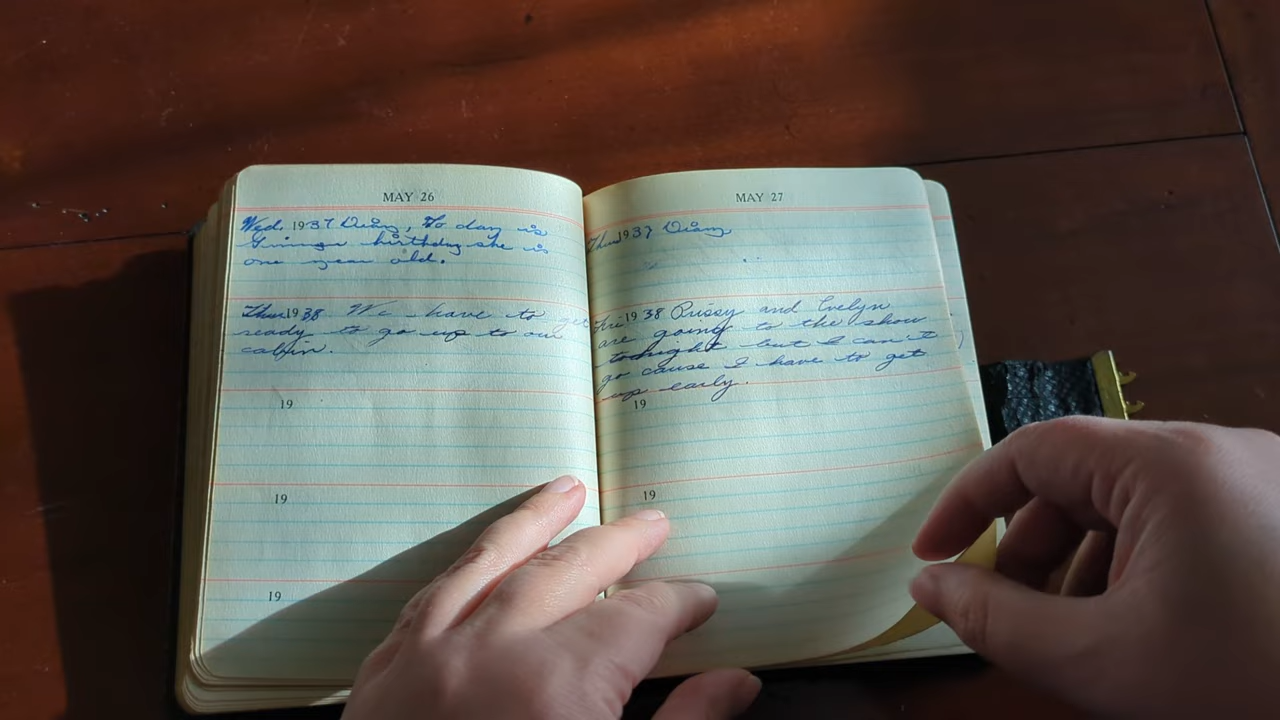 MAY 26
Wed. 1937 Diary, To day is
birthday she is
one year old.
Thur 1938 We have to get
ready to go up to our
cabin.
19
19
19
MAY 27
Thur 1937 Diary
Fri 1938 Prissy and Evelyn
are going to the show
tonight but I can't
go cause I have to get
up early.
19
19